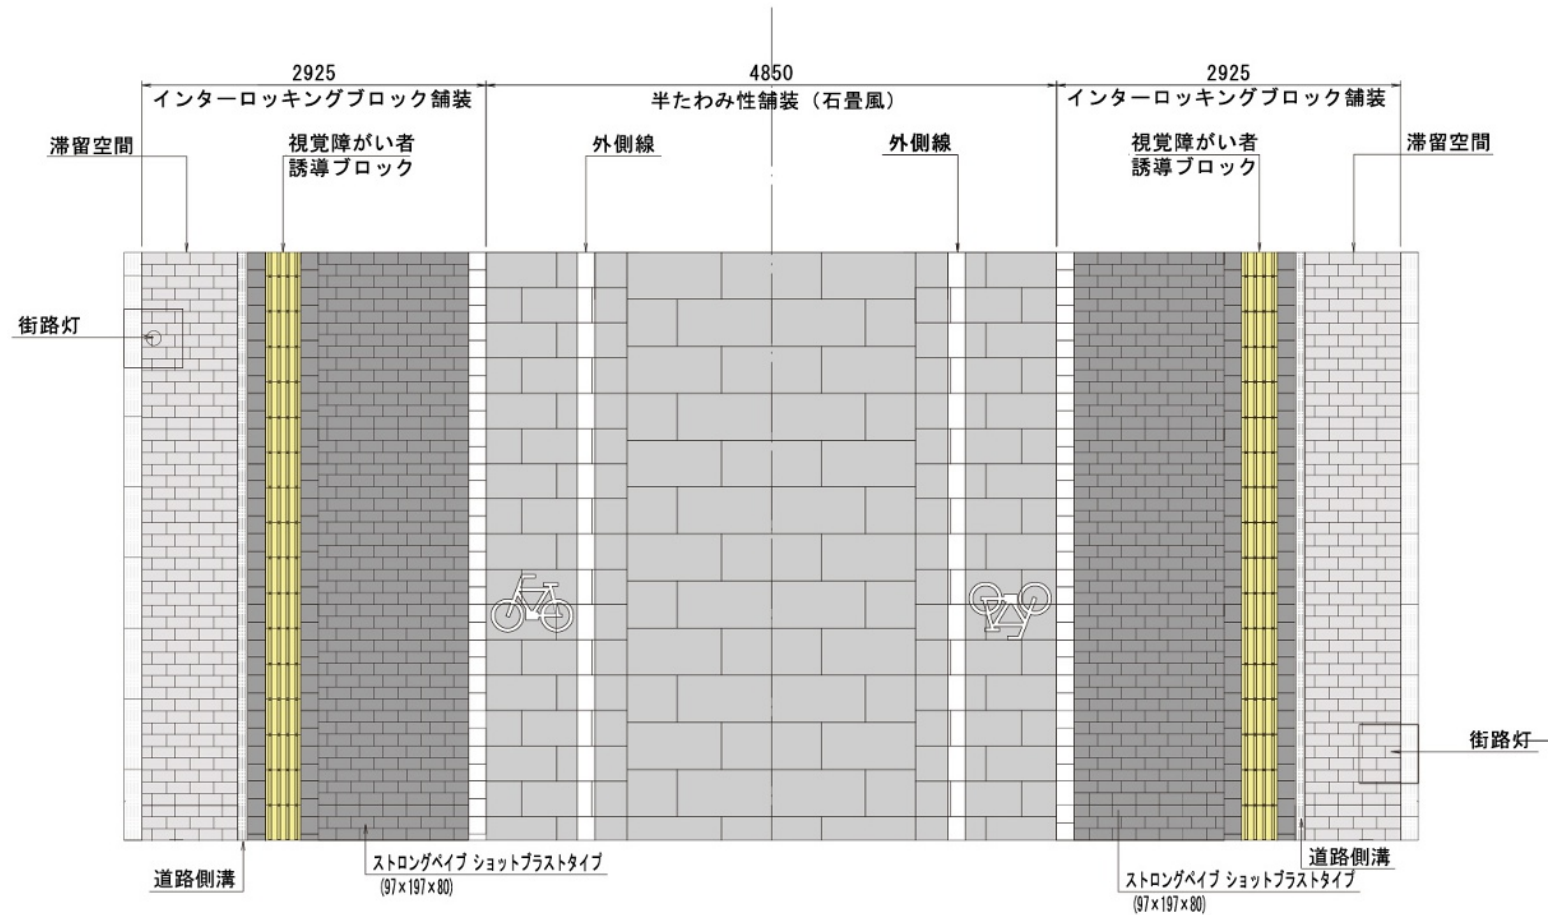 2925
4850
2925
インターロッキングブロック舗装
半たわみ性舗装（石畳風）
インターロッキングブロック舗装
滞留空間
視覚障がい者
誘導ブロック
外側線
外側線
視覚障がい者
誘導ブロック
滞留空間
街路灯
街路灯
道路側溝
ストロングペイブ ショットブラストタイプ
(97×197×80)
道路側溝
ストロングペイブ ショットブラストタイプ
(97×197×80)